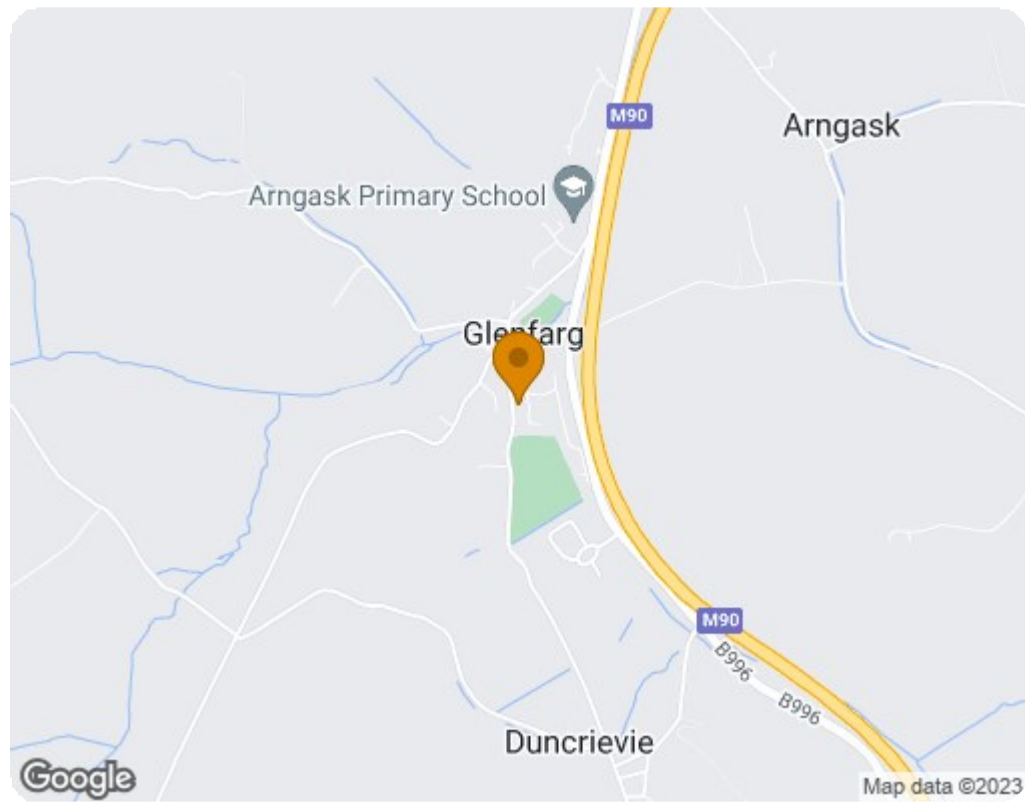 M90
Arngask
Arngask Primary School
Glenfarg
M90
B996
B996
Duncrievie
Google
Map data ©2023